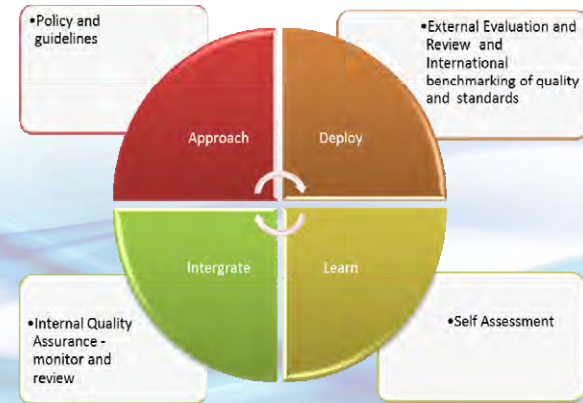 •Policy and
guidelines
•External Evaluation and
Review and
International
benchmarking of quality
and standards
Approach
Deploy
Intergrate
Learn
•Internal Quality
Assurance -
monitor and
review
•Self Assessment